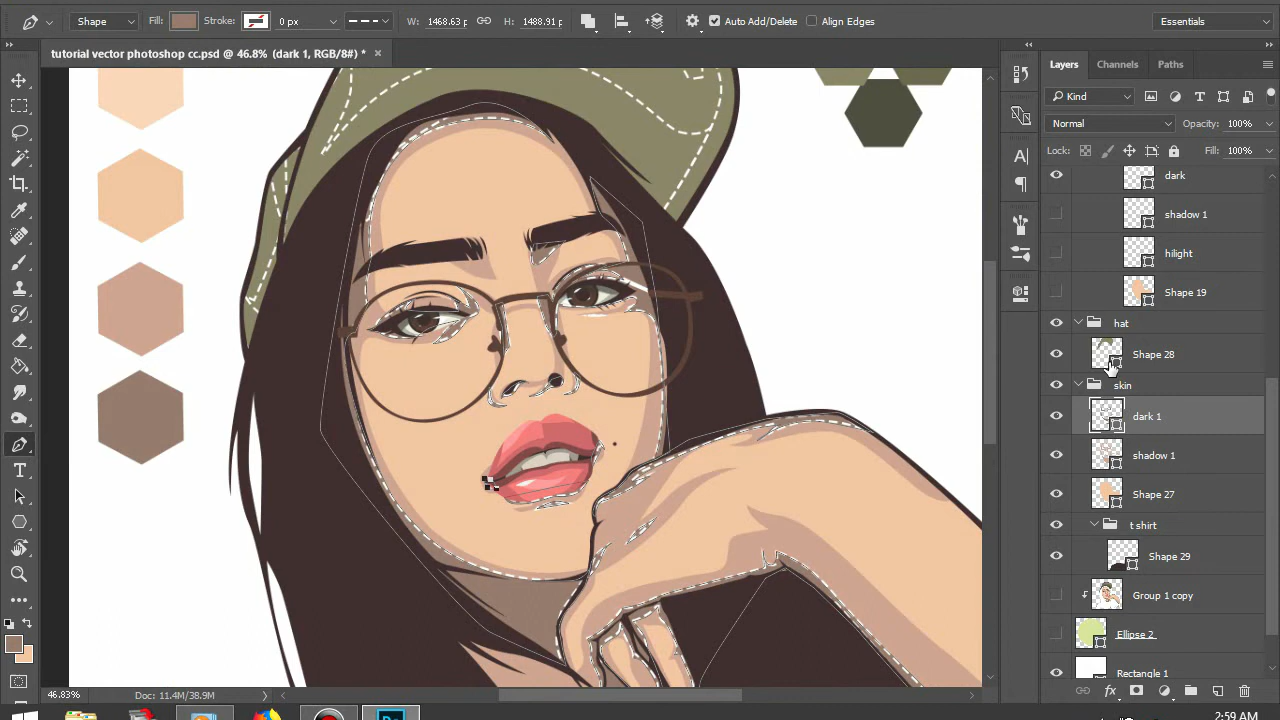 Shape Fill: Stroke: 0 px W: 1468.63 p H: 1488.91 p Auto Add/Delete Align Edges Essentials
tutorial vector photoshop cc.psd @ 46.8% (dark 1, RGB/8#) * ×
Layers Channels Paths
Kind
Normal Opacity: 100%
Lock: Fill: 100%
dark
shadow 1
hilight
Shape 19
hat
Shape 28
skin
dark 1
shadow 1
Shape 27
t shirt
Shape 29
Group 1 copy
Ellipse 2
Rectangle 1
46.83% Doc: 11.4M/38.9M
fx
Ps
2:59 AM